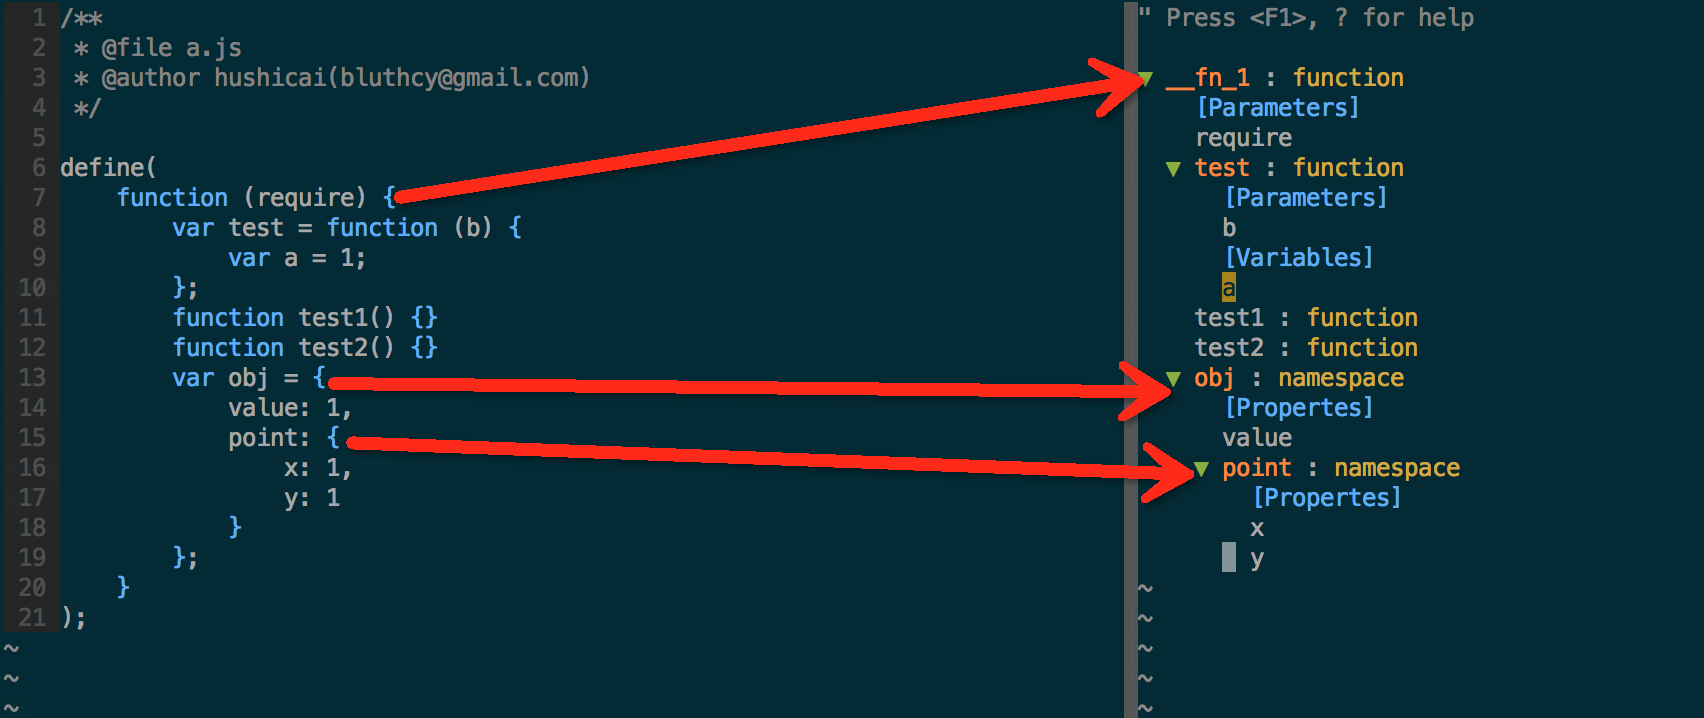 1 /**
2  * @file a.js
3  * @author hushicai(bluthcy@gmail.com)
4  */
5
6 define(
7     function (require) {
8         var test = function (b) {
9             var a = 1;
10         };
11         function test1() {}
12         function test2() {}
13         var obj = {
14             value: 1,
15             point: {
16                 x: 1,
17                 y: 1
18             }
19         };
20     }
21 );
~
~
~
" Press <F1>, ? for help
▼ __fn_1 : function
[Parameters]
require
▼ test : function
[Parameters]
b
[Variables]
a
test1 : function
test2 : function
▼ obj : namespace
[Propertes]
value
▼ point : namespace
[Propertes]
x
y
~
~
~
~
~